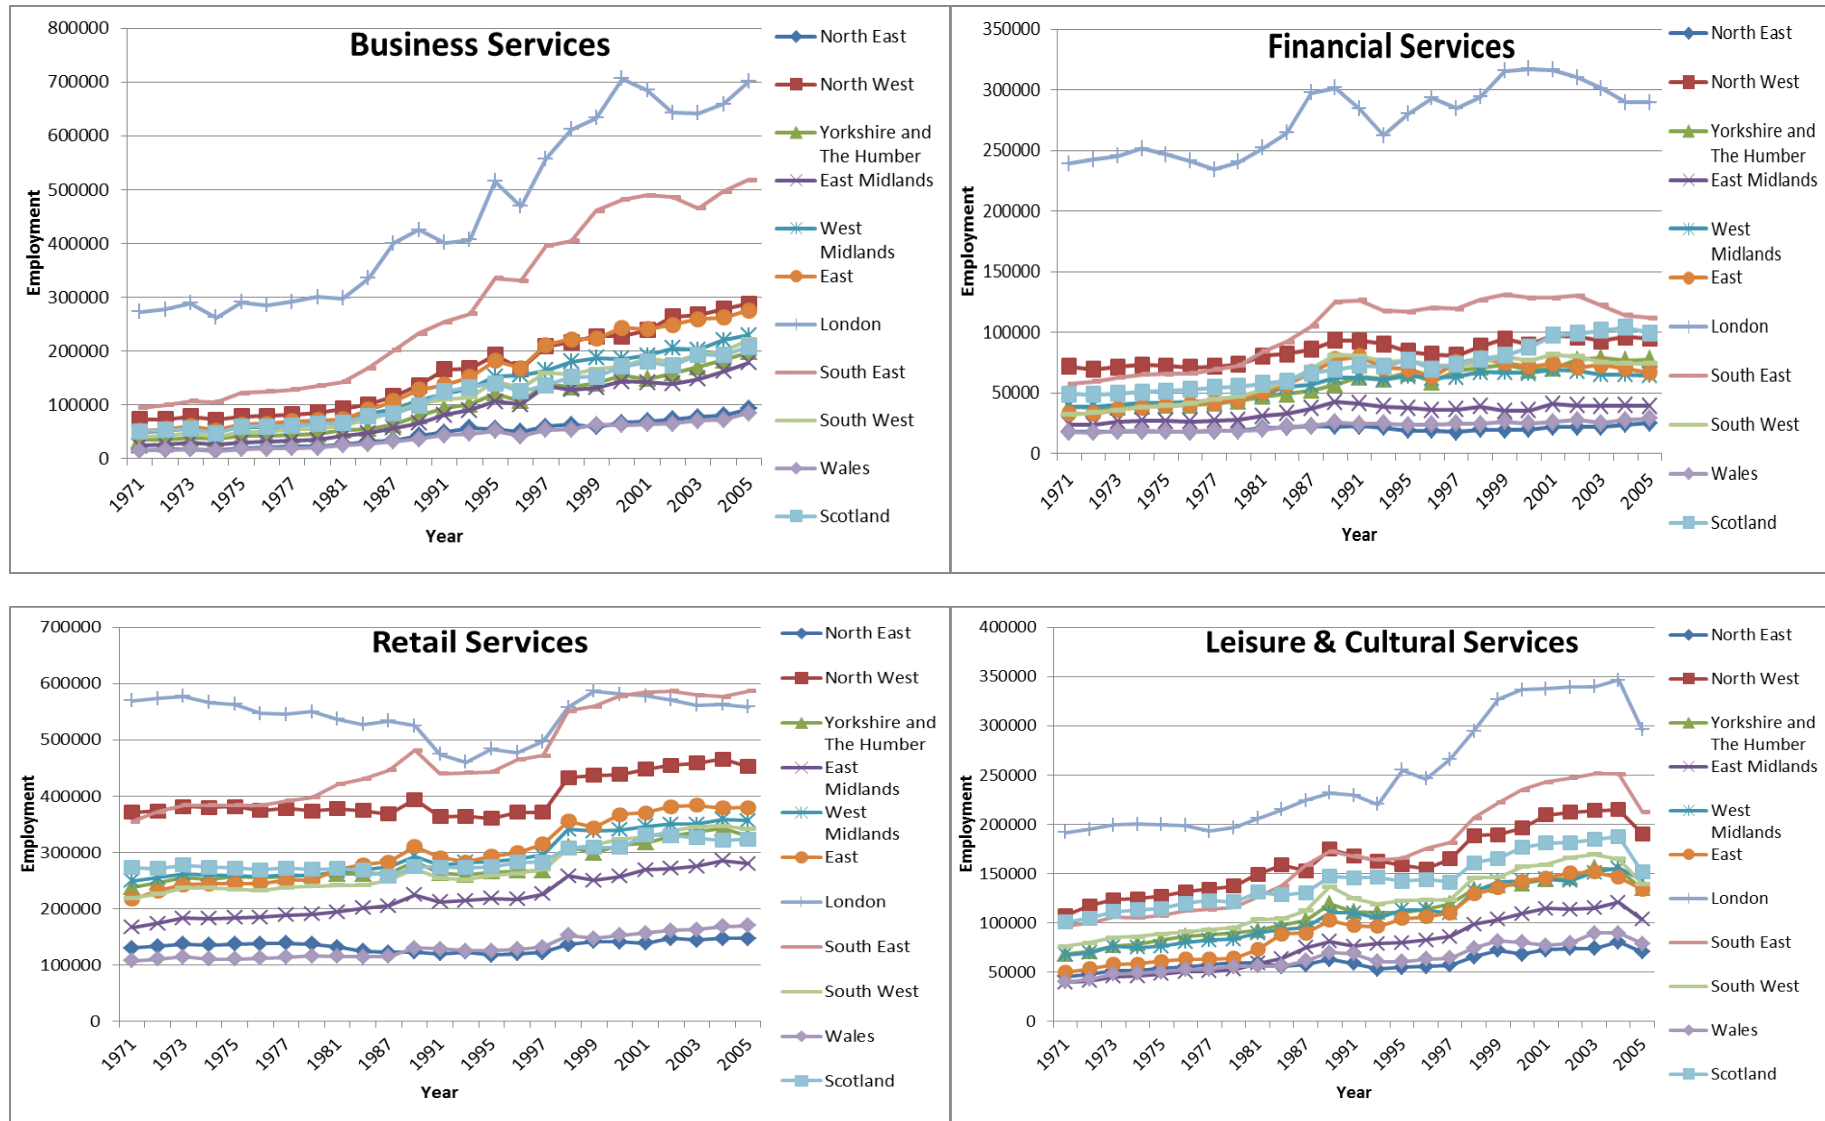 Business Services
800000
700000
600000
500000
400000
300000
200000
100000
0
Employment
1971
1973
1975
1977
1981
1987
1991
1995
1997
1999
2001
2003
2005
Year
North East
North West
Yorkshire and
The Humber
East Midlands
West
Midlands
East
London
South East
South West
Wales
Scotland
Financial Services
350000
300000
250000
200000
150000
100000
50000
0
Employment
1971
1973
1975
1977
1981
1987
1991
1995
1997
1999
2001
2003
2005
Year
North East
North West
Yorkshire and
The Humber
East Midlands
West
Midlands
East
London
South East
South West
Wales
Scotland
Retail Services
700000
600000
500000
400000
300000
200000
100000
0
Employment
1971
1973
1975
1977
1981
1987
1991
1995
1997
1999
2001
2003
2005
Year
North East
North West
Yorkshire and
The Humber
East
Midlands
West
Midlands
East
London
South East
South West
Wales
Scotland
Leisure & Cultural Services
400000
350000
300000
250000
200000
150000
100000
50000
0
Employment
1971
1973
1975
1977
1981
1987
1991
1995
1997
1999
2001
2003
2005
Year
North East
North West
Yorkshire and
The Humber
East Midlands
West
Midlands
East
London
South East
South West
Wales
Scotland